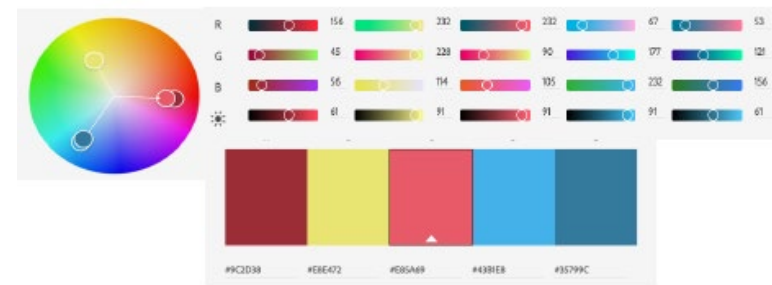 R 156 232 232 67 53
G 45 228 90 177 121
B 56 114 105 232 156
61 91 91 91 61
#9C2D38 #E8E472 #E85A69 #43B1E8 #35799C